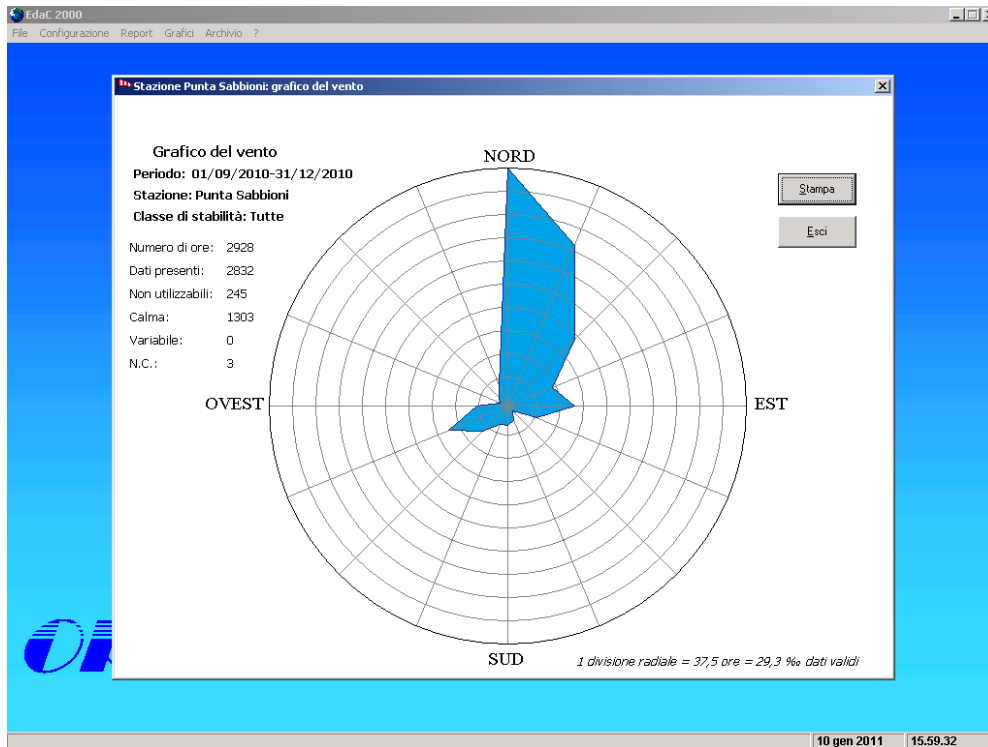 EdaC 2000
File Configurazione Report Grafici Archivio ?
Stazione Punta Sabbioni: grafico del vento
Grafico del vento
Periodo: 01/09/2010-31/12/2010
Stazione: Punta Sabbioni
Classe di stabilità: Tutte
Numero di ore: 2928
Dati presenti: 2832
Non utilizzabili: 245
Calma: 1303
Variabile: 0
N.C.: 3
NORD
OVEST
EST
SUD
Stampa
Esci
1 divisione radiale = 37,5 ore = 29,3 ‰ dati validi
10 gen 2011 15.59.32